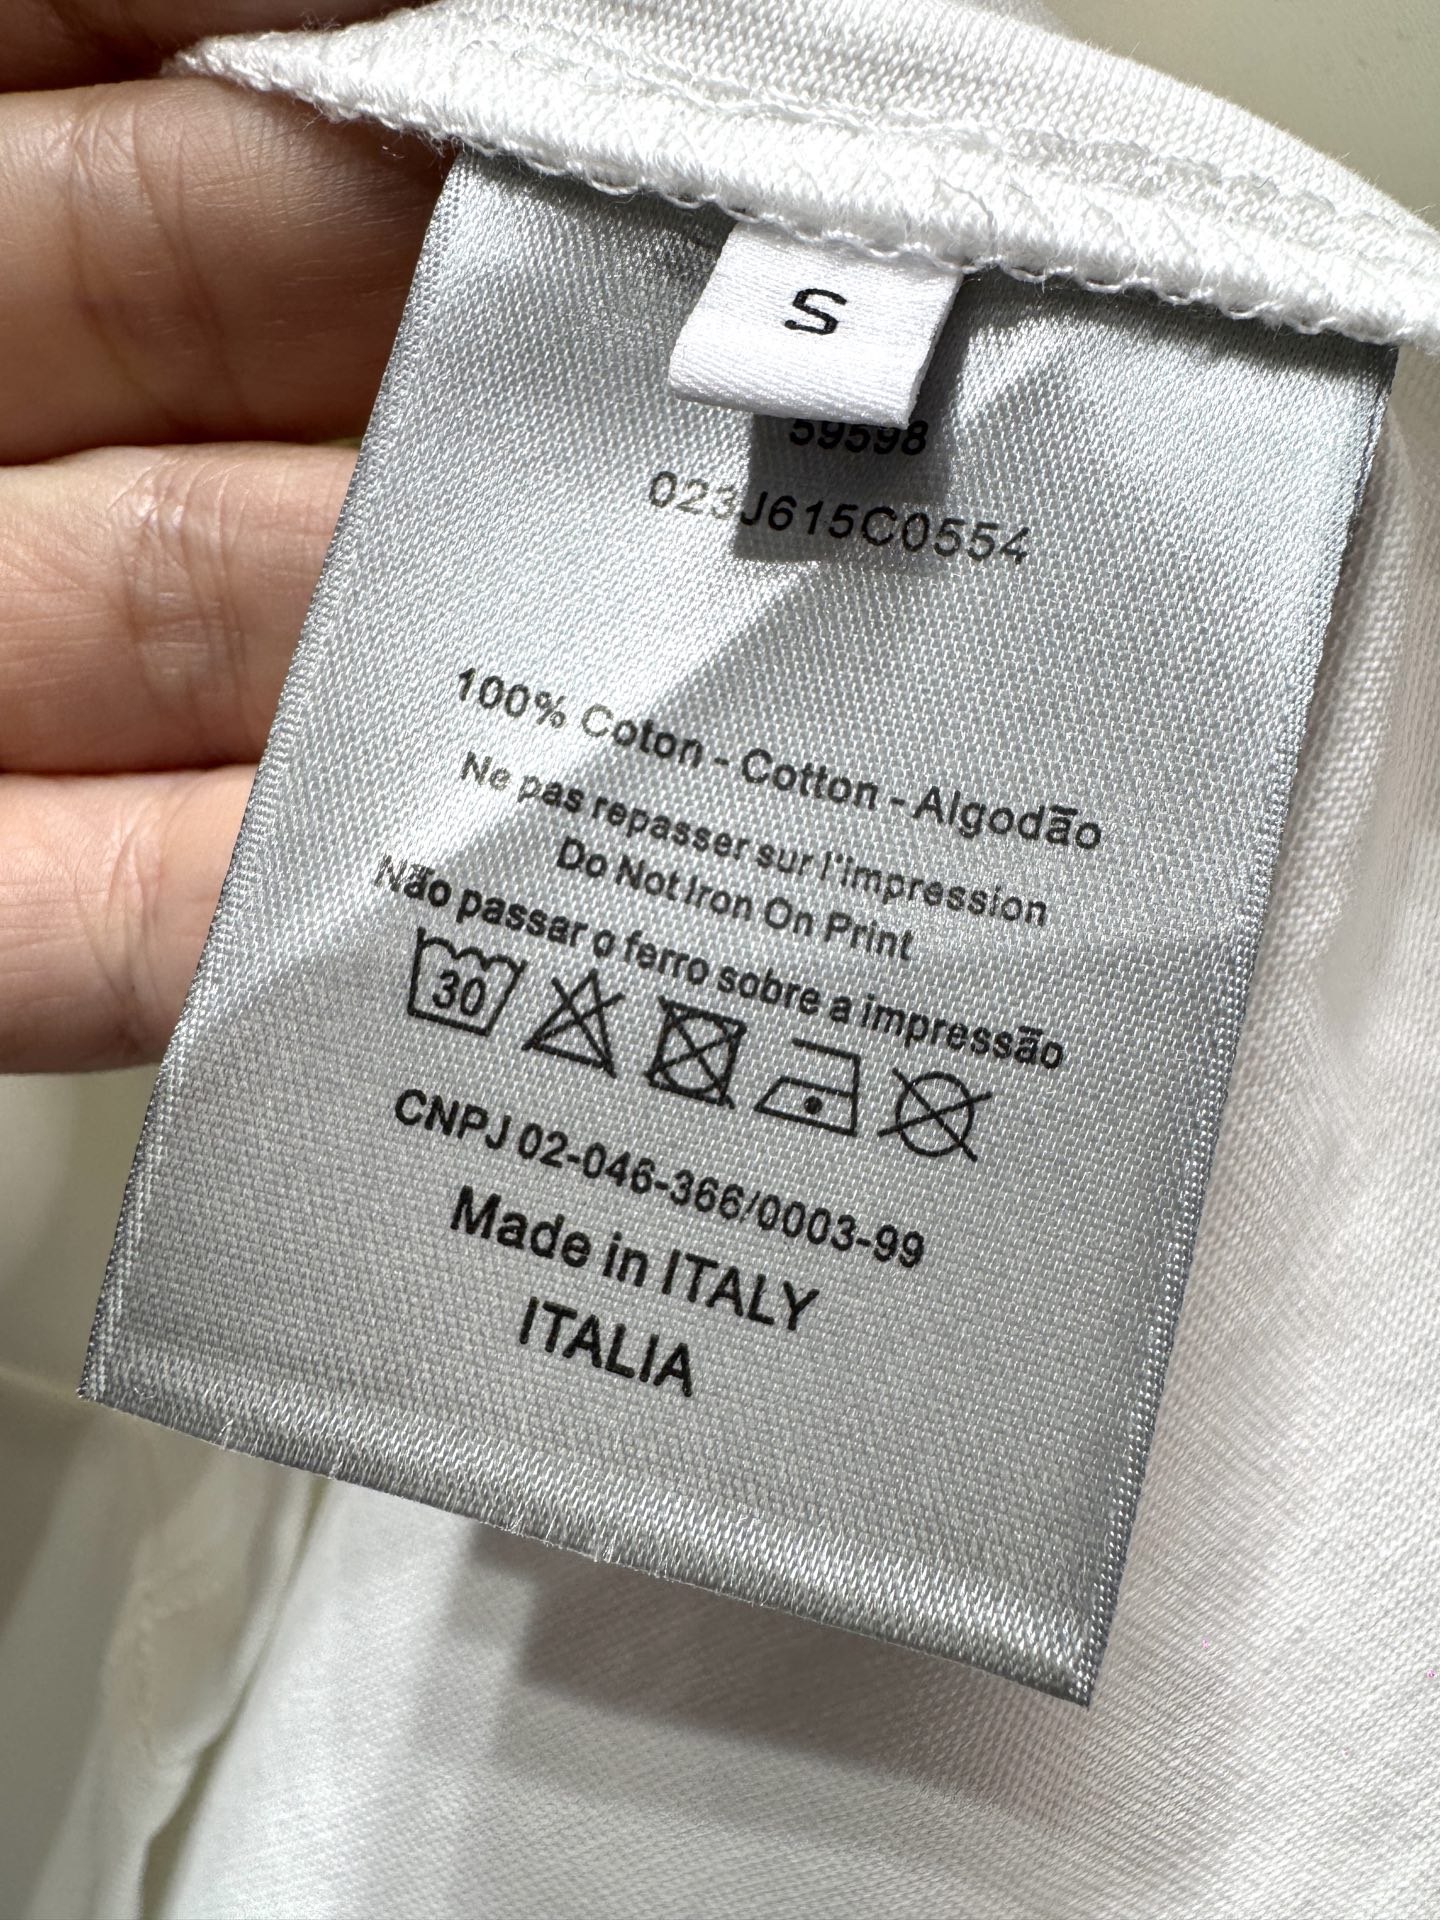 S
59598
023J615C0554
100% Coton - Cotton - Algodão
Ne pas repasser sur l'impression
Do Not Iron On Print
Não passar o ferro sobre a impressão
30
CNPJ 02-046-366/0003-99
Made in ITALY
ITALIA